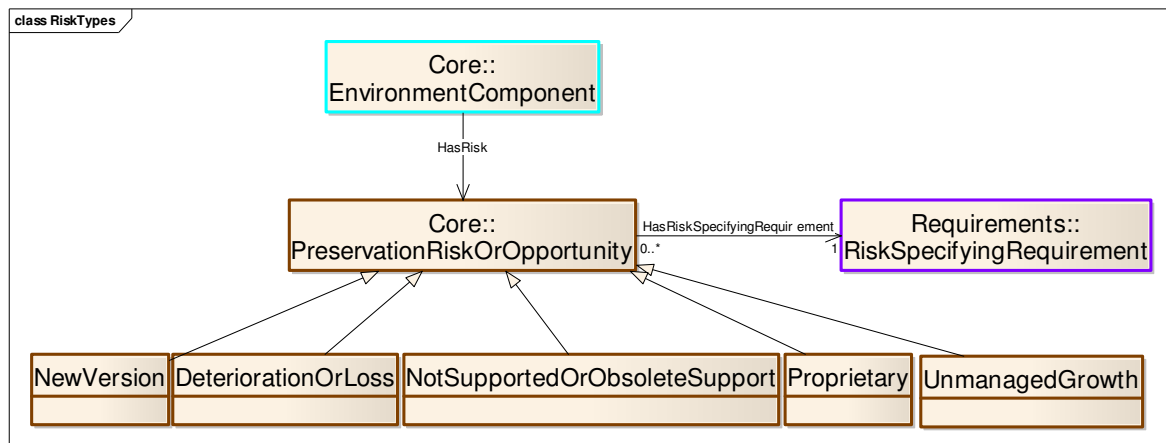 class RiskTypes
Core::
EnvironmentComponent
HasRisk
Core::
PreservationRiskOrOpportunity
HasRiskSpecifyingRequir ement
0..*
1
Requirements::
RiskSpecifyingRequirement
NewVersion
DeteriorationOrLoss
NotSupportedOrObsoleteSupport
Proprietary
UnmanagedGrowth